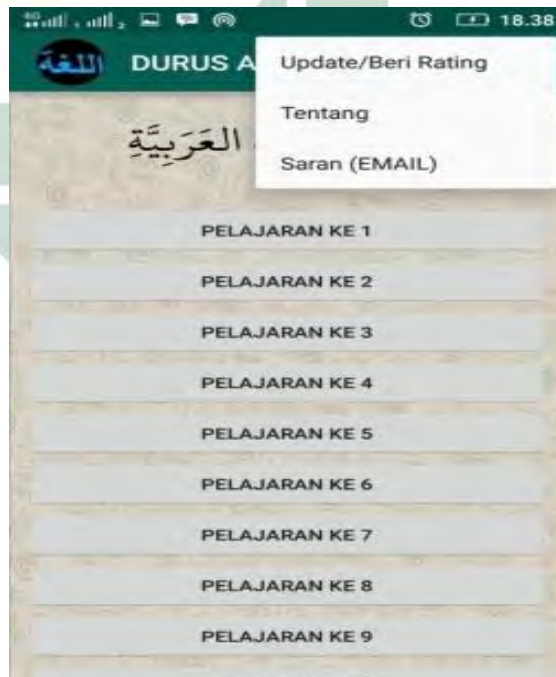 18.38
اللغة DURUS A
Update/Beri Rating
Tentang
Saran (EMAIL)
العَرَبِيَّةِ
PELAJARAN KE 1
PELAJARAN KE 2
PELAJARAN KE 3
PELAJARAN KE 4
PELAJARAN KE 5
PELAJARAN KE 6
PELAJARAN KE 7
PELAJARAN KE 8
PELAJARAN KE 9